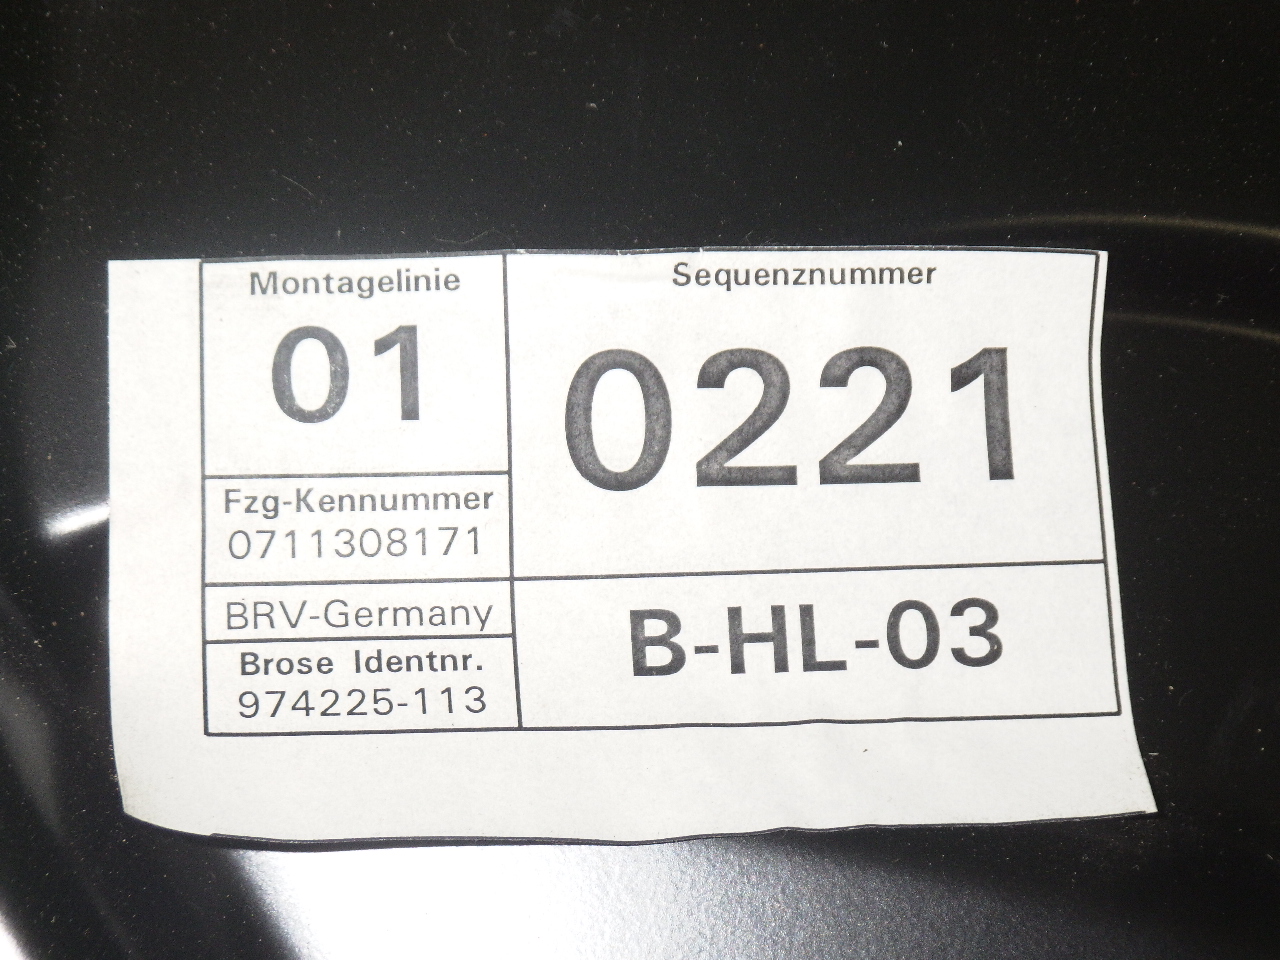 Montagelinie
01
Sequenznummer
0221
Fzg-Kennummer
0711308171
BRV-Germany
Brose Identnr.
974225-113
B-HL-03